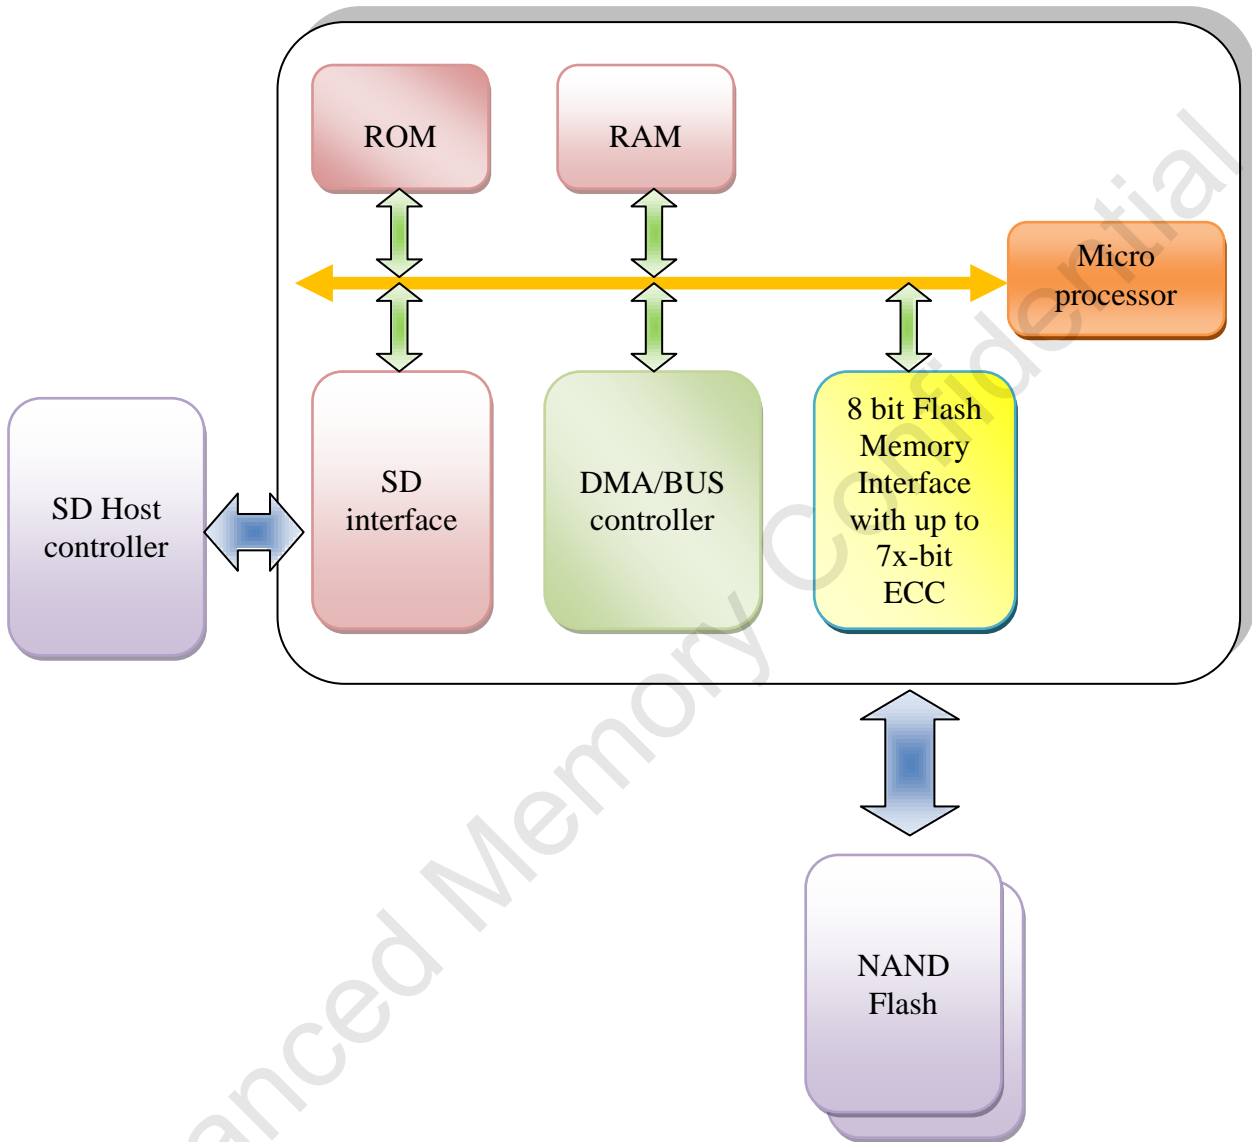 ROM
RAM
Micro
processor
SD Host
controller
SD
interface
DMA/BUS
controller
8 bit Flash
Memory
Interface
with up to
7x-bit
ECC
NAND
Flash
anced Memory Confidential